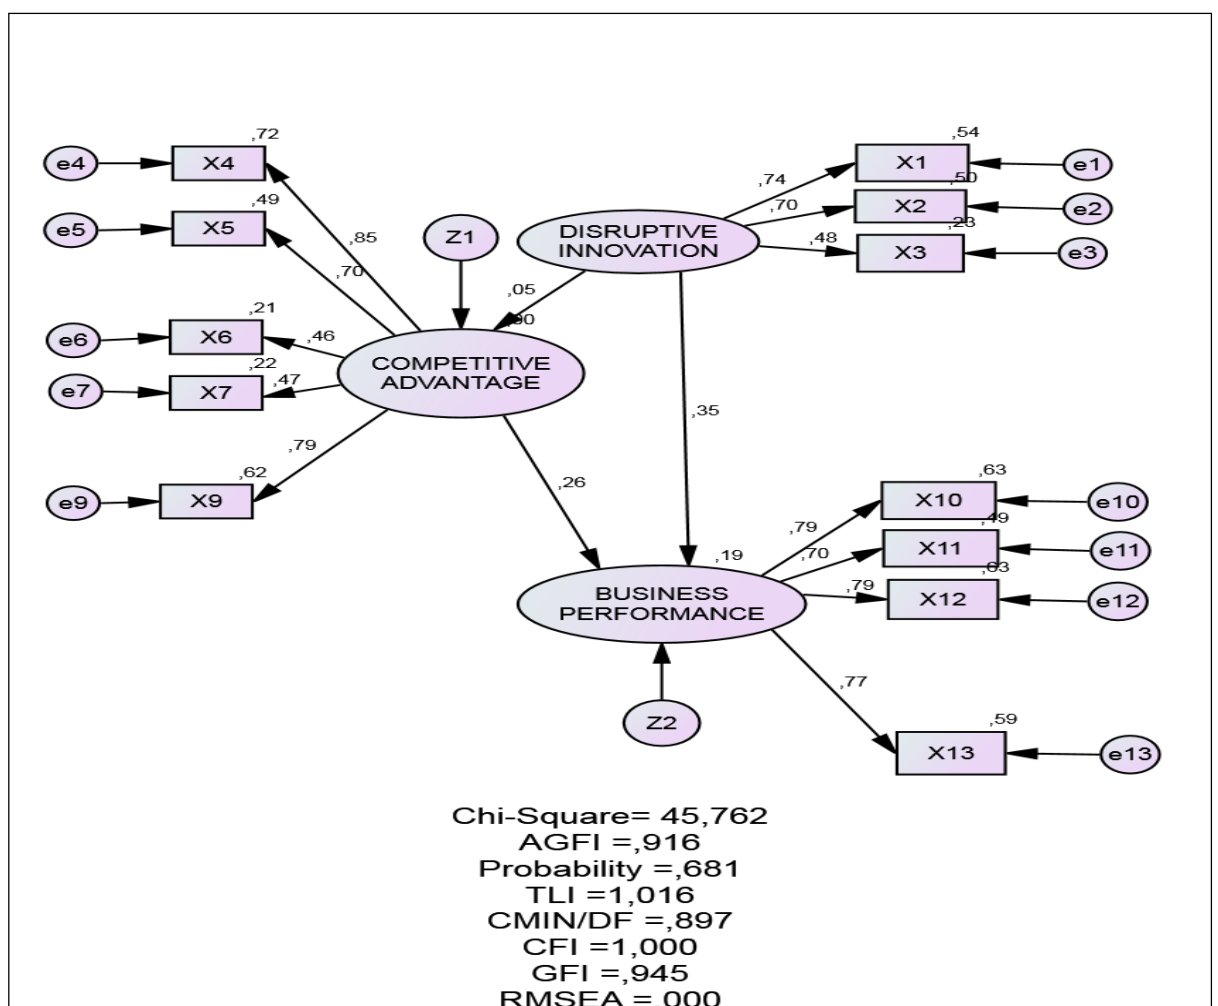 ,72
,54
e4
X4
X1
e1
,74
,50
,49
,70
X2
e2
e5
X5
Z1
DISRUPTIVE
INNOVATION
,23
,85
,48
X3
e3
,70
,05
,21
,00
e6
X6
,46
,22
COMPETITIVE
ADVANTAGE
e7
X7
,47
,35
,79
,62
,26
,63
e9
X9
X10
e10
,79
,49
,19
,70
X11
e11
,63
BUSINESS
PERFORMANCE
,79
X12
e12
,77
Z2
,59
X13
e13
Chi-Square= 45,762
AGFI =,916
Probability =,681
TLI =1,016
CMIN/DF =,897
CFI =1,000
GFI =,945
RMSEA =,000